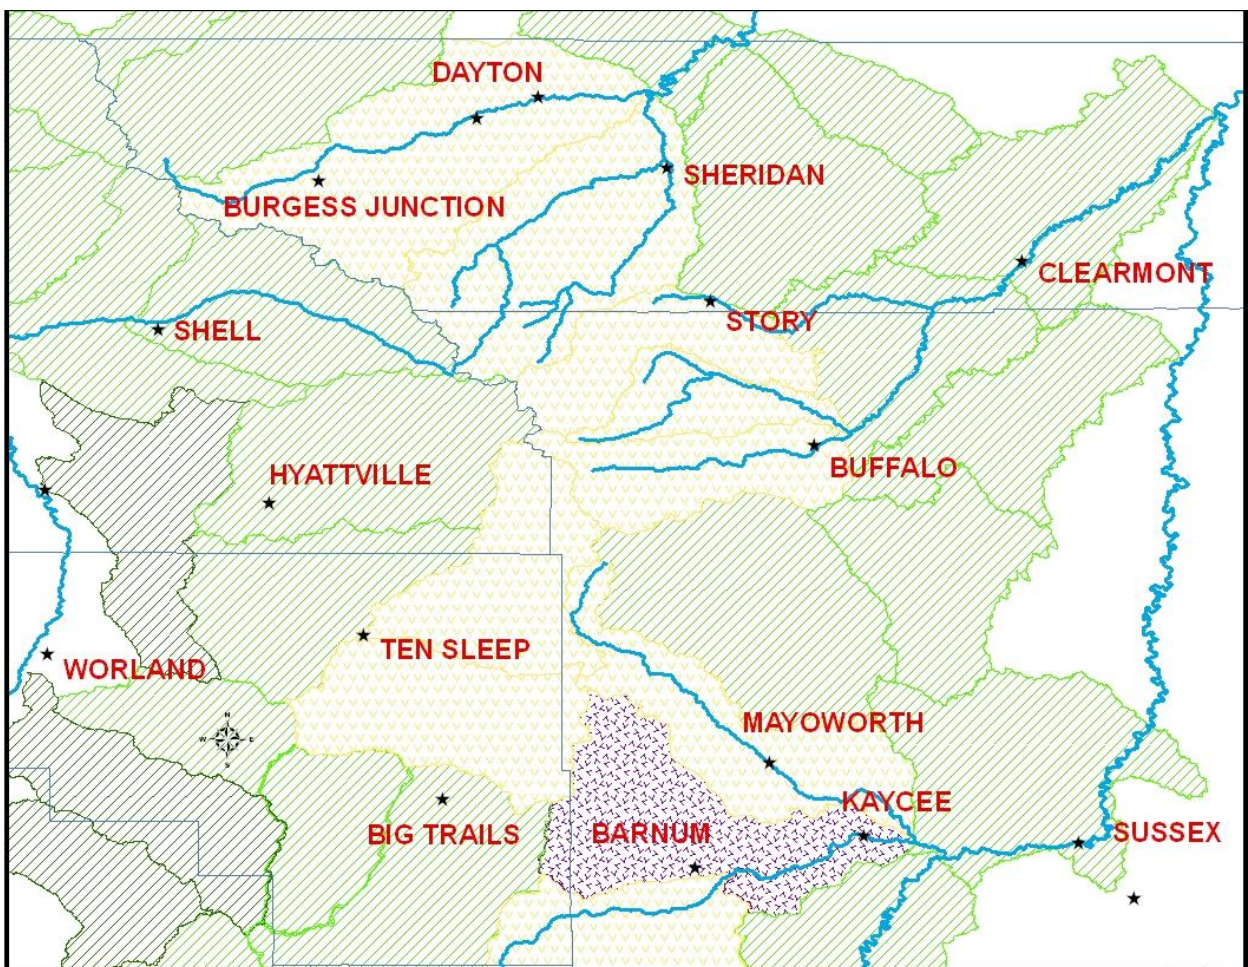 DAYTON
SHERIDAN
BURGESS JUNCTION
CLEARMONT
STORY
SHELL
BUFFALO
HYATTVILLE
TEN SLEEP
WORLAND
N
W E
S
MAYOWORTH
KAYCEE
BIG TRAILS
BARNUM
SUSSEX